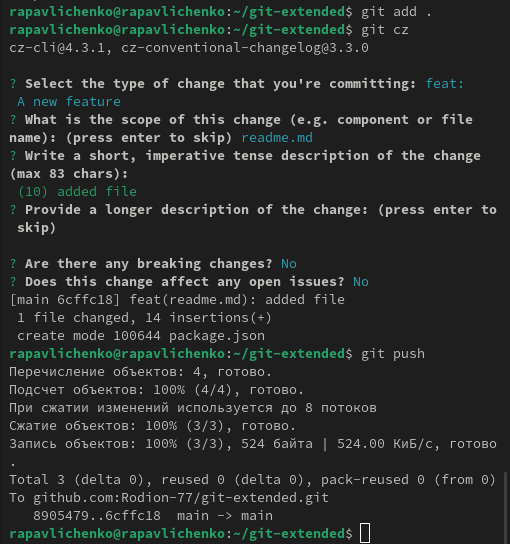 rapavlichenko@rapavlichenko:~/git-extended$ git add .
rapavlichenko@rapavlichenko:~/git-extended$ git cz
cz-cli@4.3.1, cz-conventional-changelog@3.3.0
? Select the type of change that you're committing: feat:
A new feature
? What is the scope of this change (e.g. component or file
name): (press enter to skip) readme.md
? Write a short, imperative tense description of the change
(max 83 chars):
(10) added file
? Provide a longer description of the change: (press enter to
skip)
? Are there any breaking changes? No
? Does this change affect any open issues? No
[main 6cffc18] feat(readme.md): added file
1 file changed, 14 insertions(+)
create mode 100644 package.json
rapavlichenko@rapavlichenko:~/git-extended$ git push
Перечисление объектов: 4, готово.
Подсчет объектов: 100% (4/4), готово.
При сжатии изменений используется до 8 потоков
Сжатие объектов: 100% (3/3), готово.
Запись объектов: 100% (3/3), 524 байта | 524.00 КиБ/с, готово
.
Total 3 (delta 0), reused 0 (delta 0), pack-reused 0 (from 0)
To github.com:Rodion-77/git-extended.git
8905479..6cffc18  main -> main
rapavlichenko@rapavlichenko:~/git-extended$